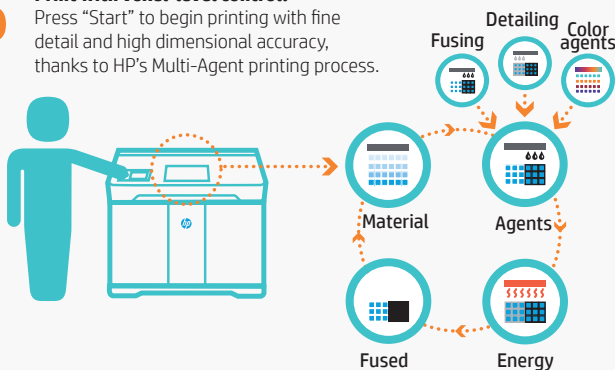 Press “Start” to begin printing with fine
detail and high dimensional accuracy,
thanks to HP’s Multi-Agent printing process.
Detailing
Fusing
Color
agents
hp
Material
Agents
Fused
Energy